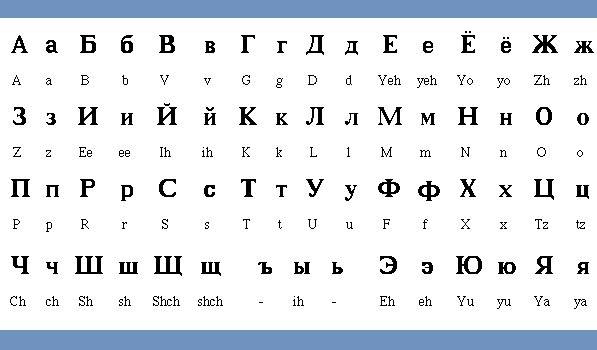 А а Б б В в Г г Д д Е е Ё ё Ж ж
A a B b V v G g D d Yeh yeh Yo yo Zh zh
З з И и Й й К к Л л М м Н н О о
Z z Ee ee Ih ih K k L l M m N n O o
П п Р р С с Т т У у Ф ф Х х Ц ц
P p R r S s T t U u F f X x Tz tz
Ч ч Ш ш Щ щ ъ ы ь Э э Ю ю Я я
Ch ch Sh sh Shch shch - ih - Eh eh Yu yu Ya ya